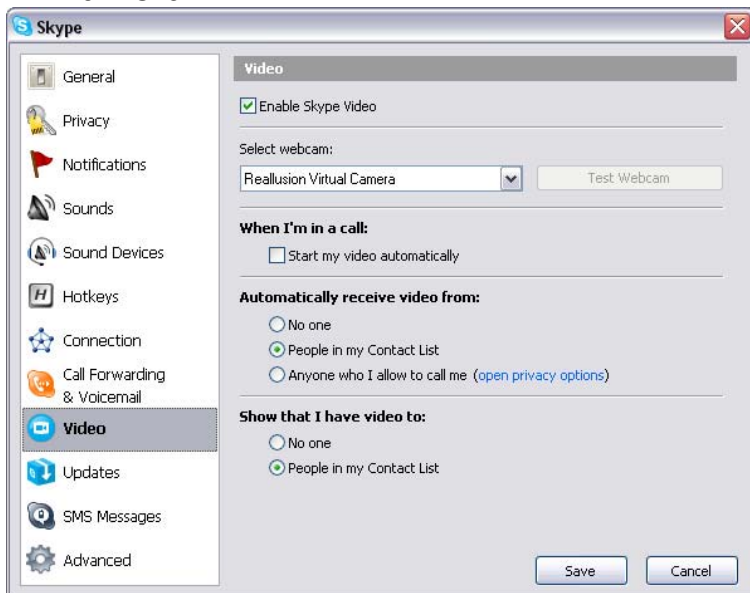 Skype
General
Privacy
Notifications
Sounds
Sound Devices
H Hotkeys
Connection
Call Forwarding
& Voicemail
Video
Updates
SMS Messages
Advanced
Video
Enable Skype Video
Select webcam:
Reallusion Virtual Camera Test Webcam
When I'm in a call:
Start my video automatically
Automatically receive video from:
No one
People in my Contact List
Anyone who I allow to call me (open privacy options)
Show that I have video to:
No one
People in my Contact List
Save Cancel